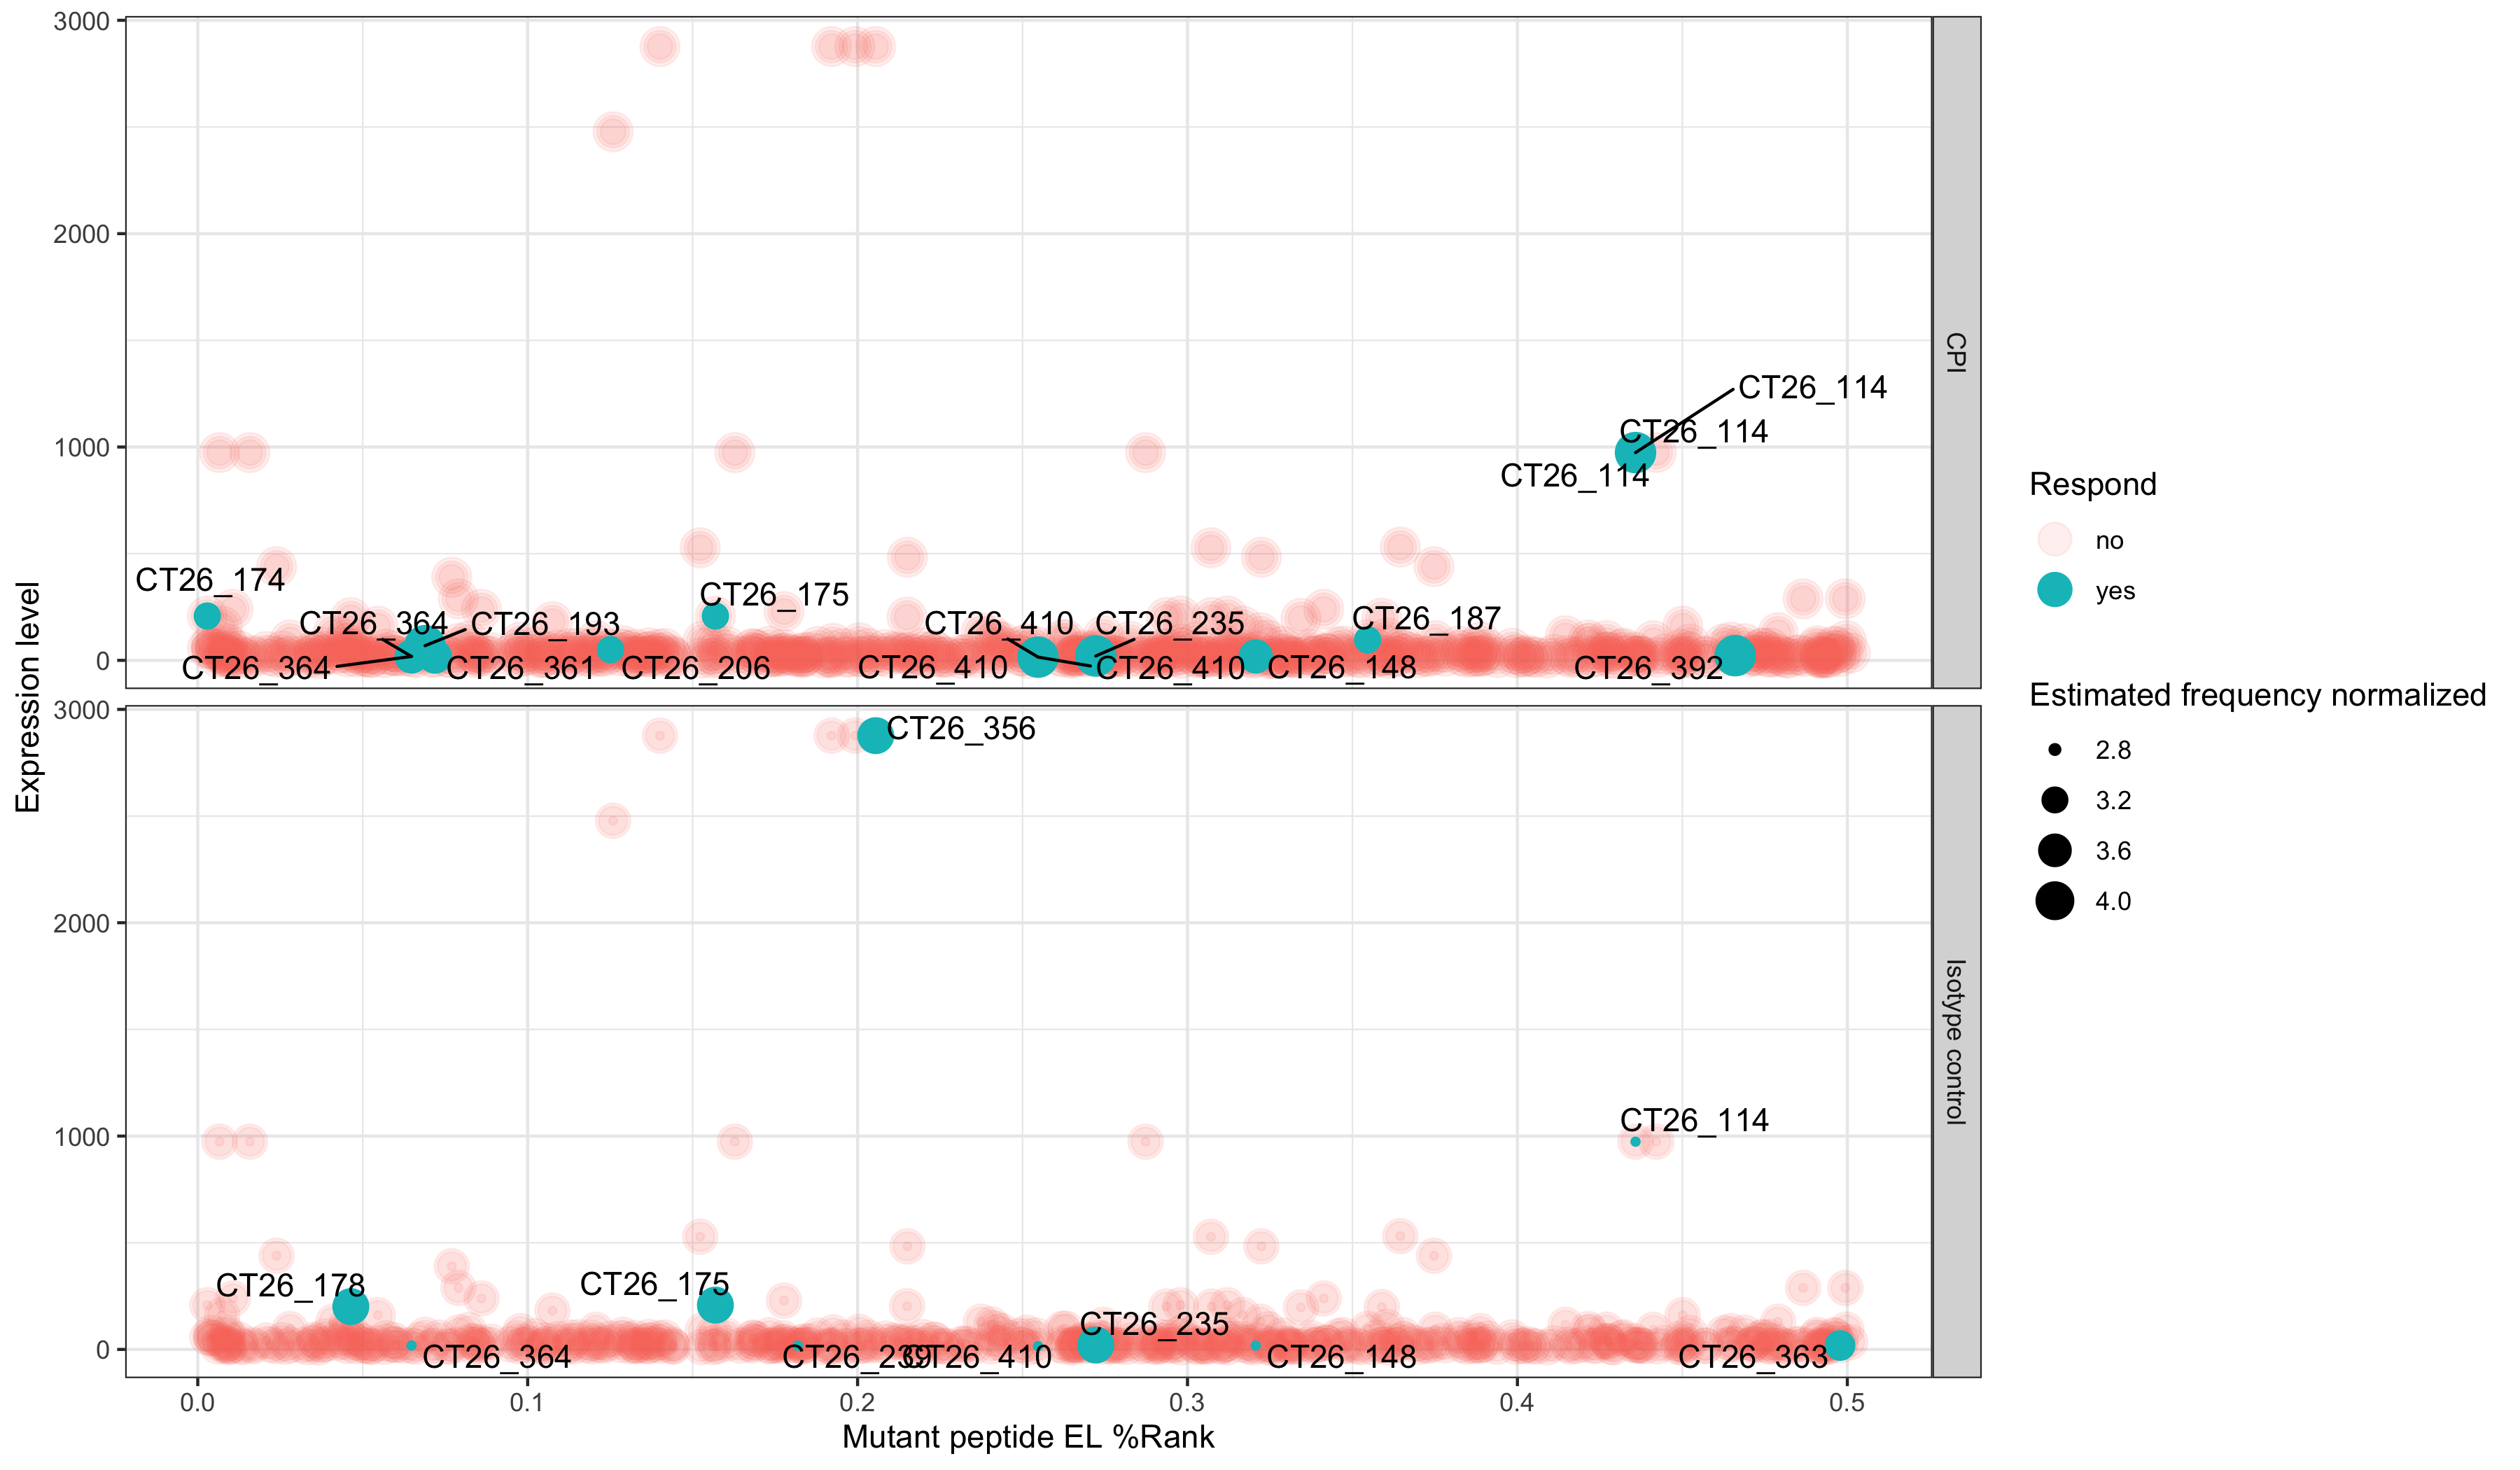 3000
2000
1000
0
CT26_114
CT26_114
CT26_114
CT26_174
CT26_175
CT26_364
CT26_193
CT26_410
CT26_235
CT26_187
CT26_364
CT26_361
CT26_206
CT26_410
CT26_410
CT26_148
CT26_392
CPI
Expression level
3000
2000
1000
0
CT26_356
CT26_114
CT26_178
CT26_175
CT26_235
CT26_364
CT26_239
CT26_410
CT26_148
CT26_363
Isotype control
0.0
0.1
0.2
0.3
0.4
0.5
Mutant peptide EL %Rank
Respond
no
yes
Estimated frequency normalized
2.8
3.2
3.6
4.0